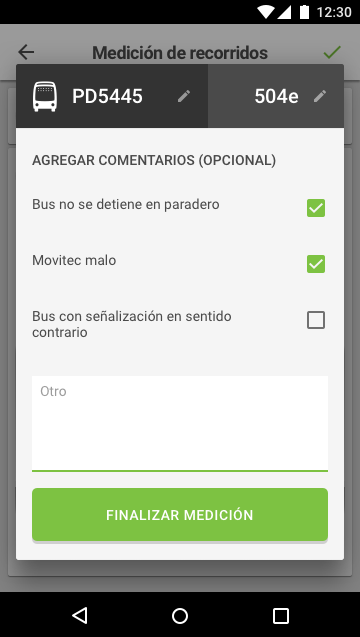 12:30
Medición de recorridos
PD5445
504e
AGREGAR COMENTARIOS (OPCIONAL)
Bus no se detiene en paradero
Movitec malo
Bus con señalización en sentido
contrario
Otro
FINALIZAR MEDICIÓN